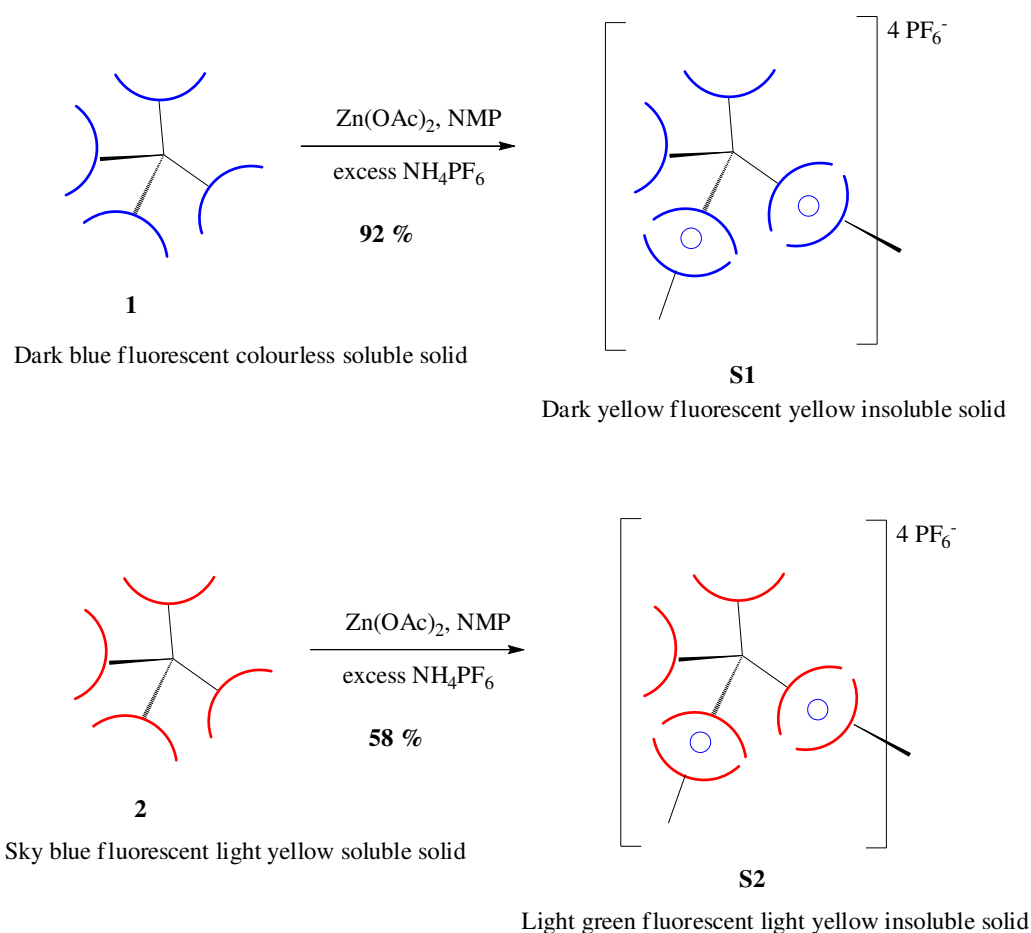 4 PF6-
Zn(OAc)2, NMP
excess NH4PF6
92 %
1
Dark blue fluorescent colourless soluble solid
S1
Dark yellow fluorescent yellow insoluble solid
4 PF6-
Zn(OAc)2, NMP
excess NH4PF6
58 %
2
Sky blue fluorescent light yellow soluble solid
S2
Light green fluorescent light yellow insoluble solid